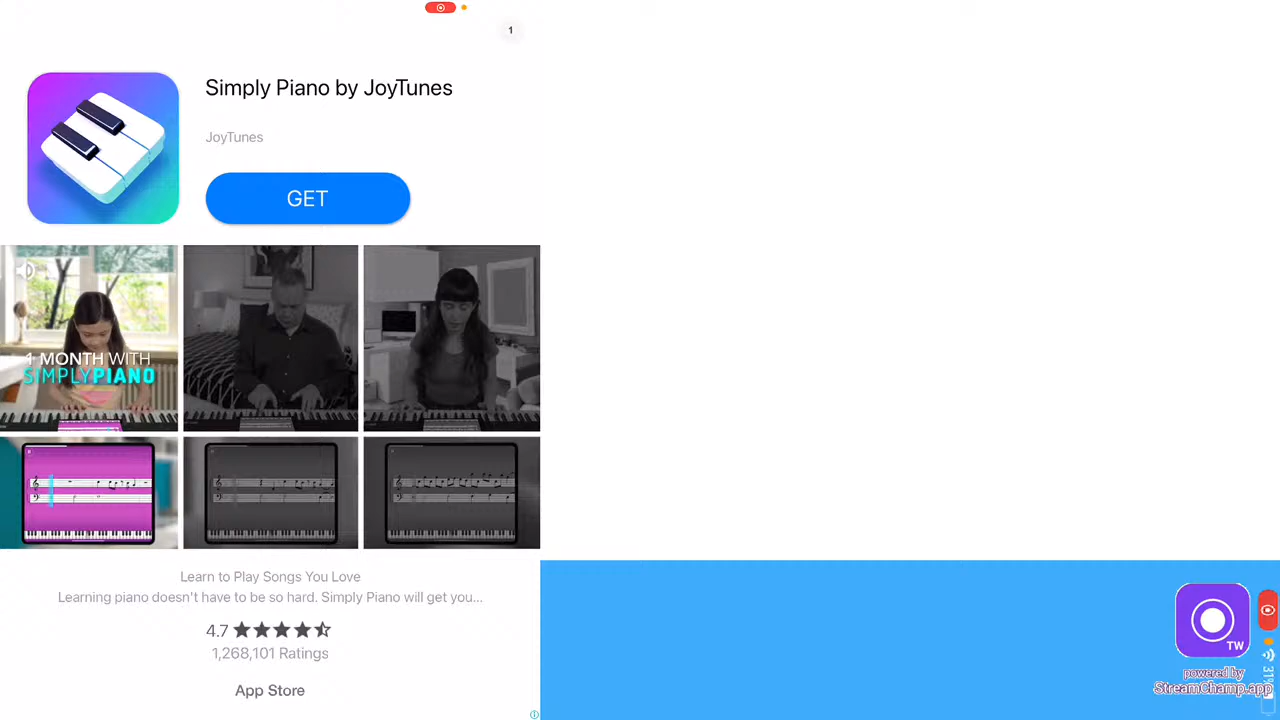 1
Simply Piano by JoyTunes
JoyTunes
GET
1 MONTH WITH
SIMPLYPIANO
Learn to Play Songs You Love
Learning piano doesn't have to be so hard. Simply Piano will get you...
4.7
1,268,101 Ratings
App Store
TW
powered by
StreamChamp.app